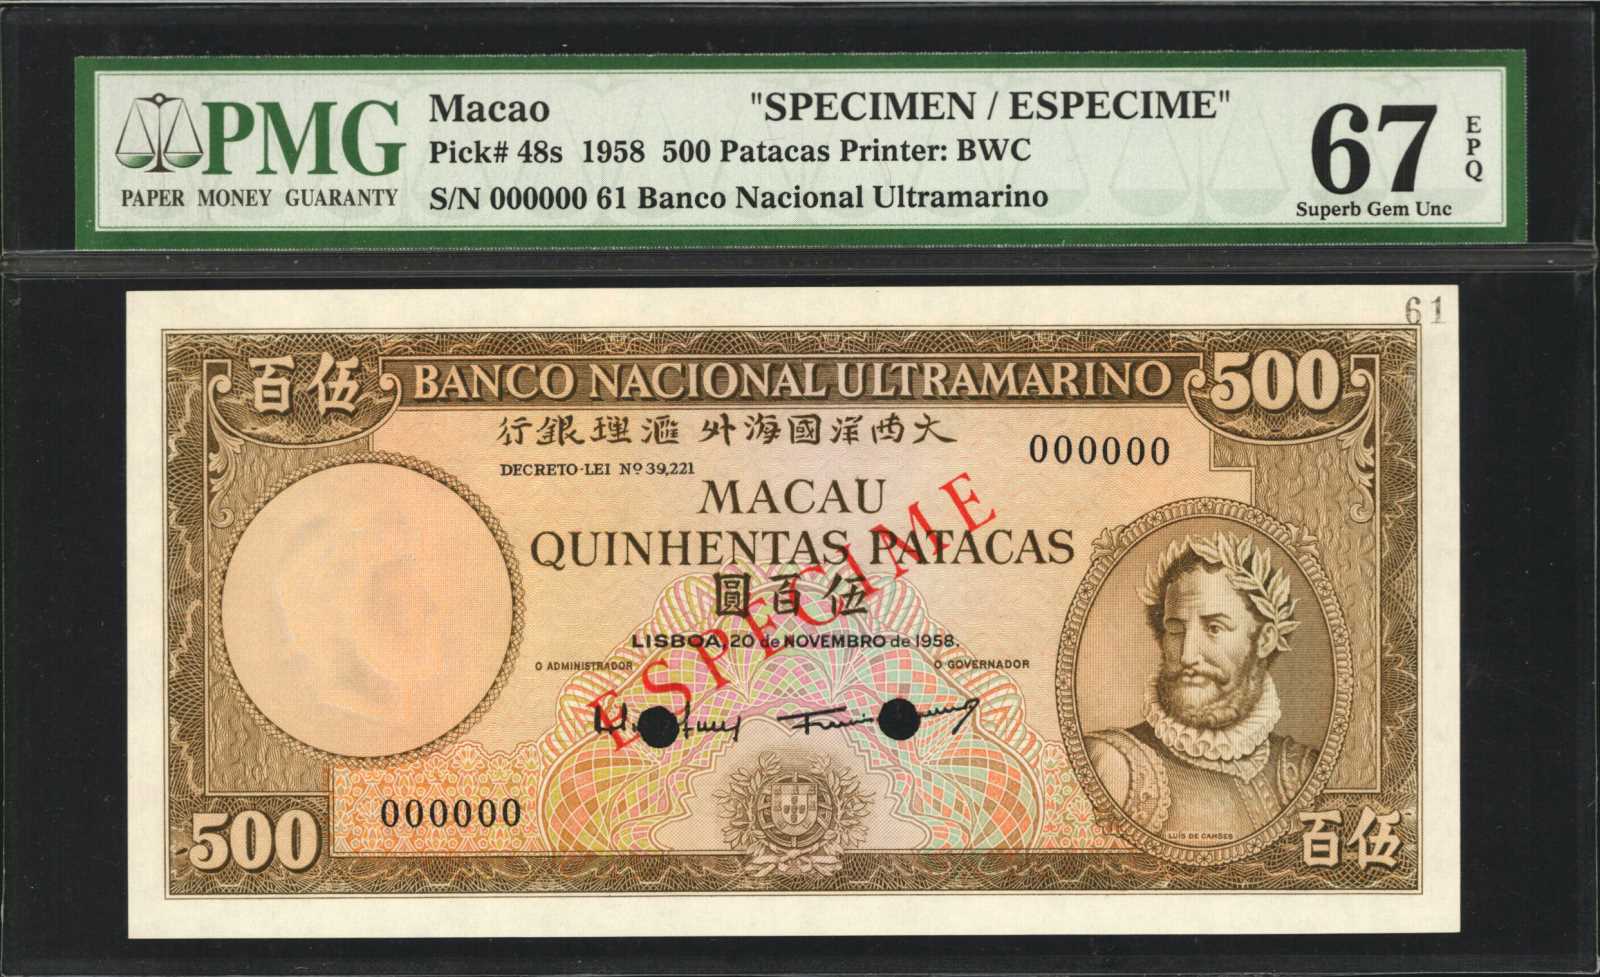 PMG
PAPER MONEY GUARANTY
Macao "SPECIMEN / ESPECIME"
Pick# 48s 1958 500 Patacas Printer: BWC
S/N 000000 61 Banco Nacional Ultramarino
67
EPQ
Superb Gem Unc
61
百伍 BANCO NACIONAL ULTRAMARINO 500
行銀理滙外海國洋西大
000000
DECRETO-LEI Nº 39,221
MACAU
QUINHENTAS PATACAS
圓百伍
ESPECIME
LISBOA, 20 de NOVEMBRO de 1958.
O ADMINISTRADOR O GOVERNADOR
000000
LUÍS DE CAMÕES
500 百伍